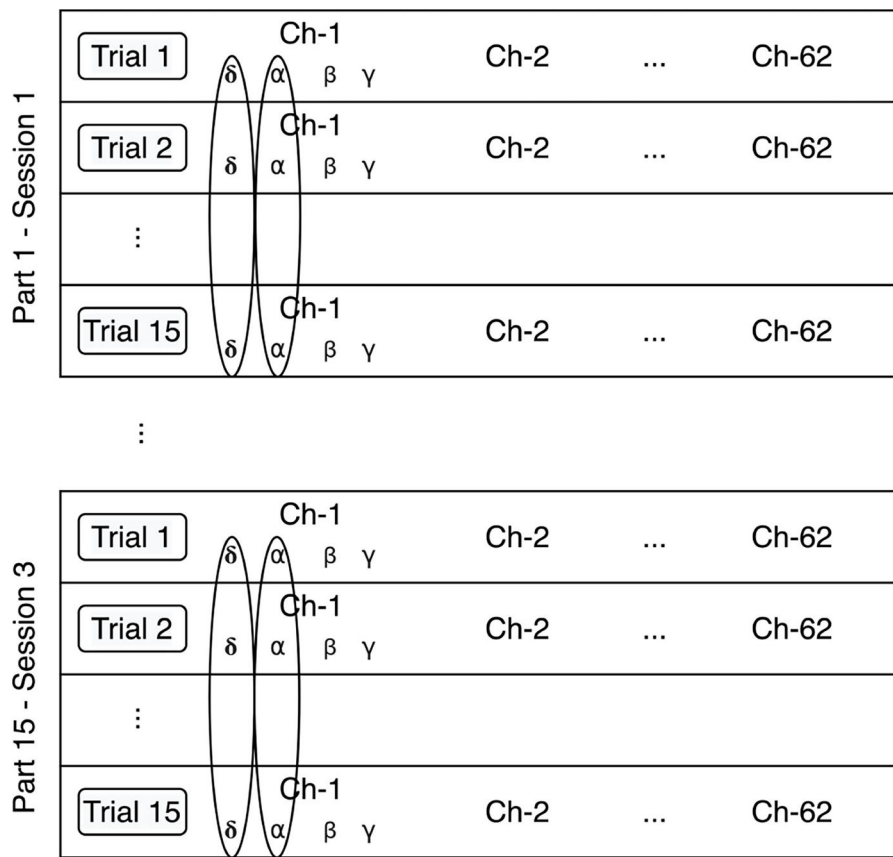 Part 1 - Session 1
Trial 1 Ch-1 Ch-2 ... Ch-62
δ α β γ
Trial 2 Ch-1 Ch-2 ... Ch-62
δ α β γ
⋮
Trial 15 Ch-1 Ch-2 ... Ch-62
δ α β γ
⋮
Part 15 - Session 3
Trial 1 Ch-1 Ch-2 ... Ch-62
δ α β γ
Trial 2 Ch-1 Ch-2 ... Ch-62
δ α β γ
⋮
Trial 15 Ch-1 Ch-2 ... Ch-62
δ α β γ